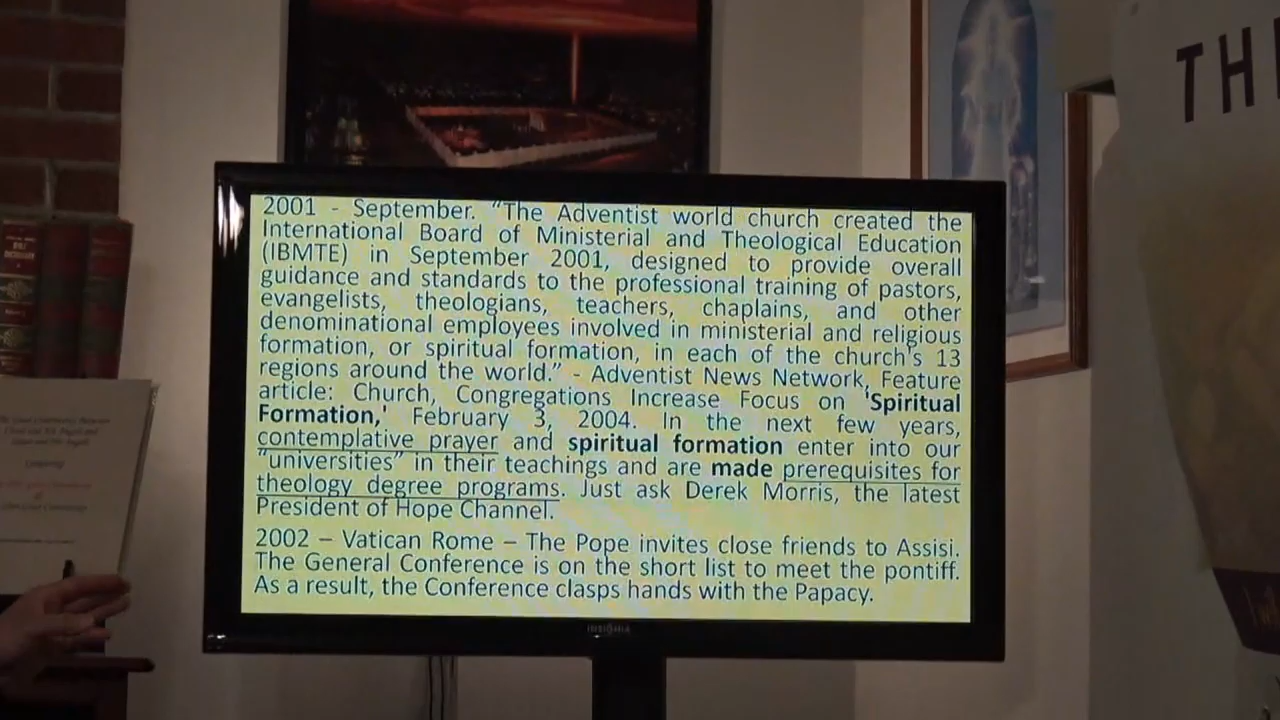 TH
2001 - September. "The Adventist world church created the
International Board of Ministerial and Theological Education
(IBMTE) in September 2001, designed to provide overall
guidance and standards to the professional training of pastors,
evangelists, theologians, teachers, chaplains, and other
denominational employees involved in ministerial and religious
formation, or spiritual formation, in each of the church's 13
regions around the world." - Adventist News Network, Feature
article: Church, Congregations Increase Focus on 'Spiritual
Formation,' February 3, 2004. In the next few years,
contemplative prayer and spiritual formation enter into our
"universities" in their teachings and are made prerequisites for
theology degree programs. Just ask Derek Morris, the latest
President of Hope Channel.
2002 – Vatican Rome – The Pope invites close friends to Assisi.
The General Conference is on the short list to meet the pontiff.
As a result, the Conference clasps hands with the Papacy.
INSIGNIA